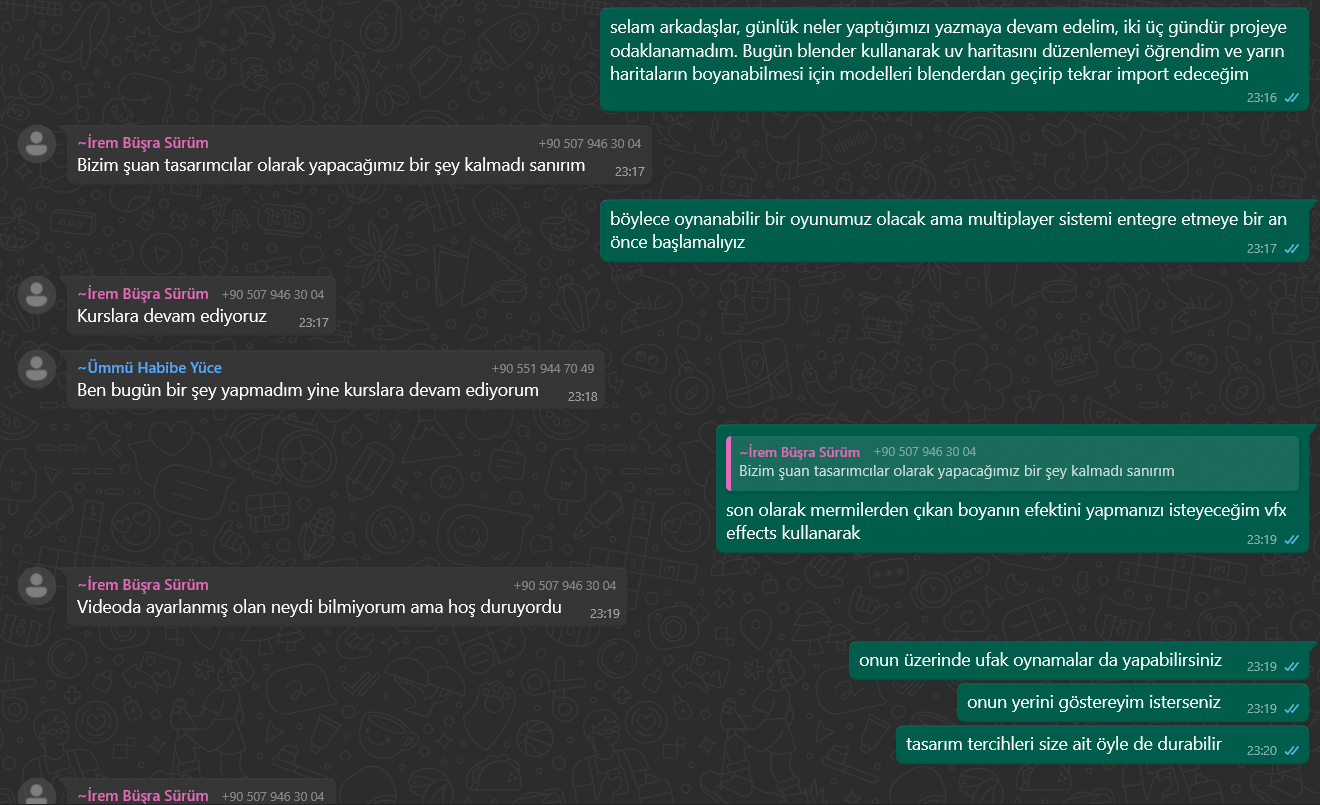 selam arkadaşlar, günlük neler yaptığımızı yazmaya devam edelim, iki üç gündür projeye
odaklanamadım. Bugün blender kullanarak uv haritasını düzenlemeyi öğrendim ve yarın
haritaların boyanabilmesi için modelleri blenderdan geçirip tekrar import edeceğim
23:16
~İrem Büşra Sürüm +90 507 946 30 04
Bizim şuan tasarımcılar olarak yapacağımız bir şey kalmadı sanırım
23:17
böylece oynanabilir bir oyunumuz olacak ama multiplayer sistemi entegre etmeye bir an
önce başlamalıyız
23:17
~İrem Büşra Sürüm +90 507 946 30 04
Kurslara devam ediyoruz
23:17
~Ümmü Habibe Yüce +90 551 944 70 49
Ben bugün bir şey yapmadım yine kurslara devam ediyorum
23:18
~İrem Büşra Sürüm +90 507 946 30 04
Bizim şuan tasarımcılar olarak yapacağımız bir şey kalmadı sanırım
son olarak mermilerden çıkan boyanın efektini yapmanızı isteyeceğim vfx
effects kullanarak
23:19
~İrem Büşra Sürüm +90 507 946 30 04
Videoda ayarlanmış olan neydi bilmiyorum ama hoş duruyordu
23:19
onun üzerinde ufak oynamalar da yapabilirsiniz 23:19
onun yerini göstereyim isterseniz 23:19
tasarım tercihleri size ait öyle de durabilir 23:20
~İrem Büşra Sürüm +90 507 946 30 04